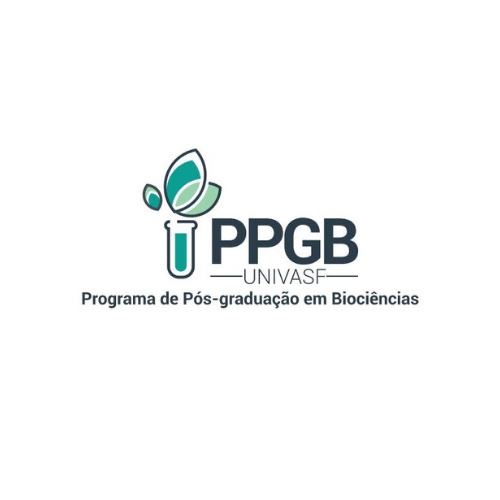 PPGB
UNIVASF
Programa de Pós-graduação em Biociências